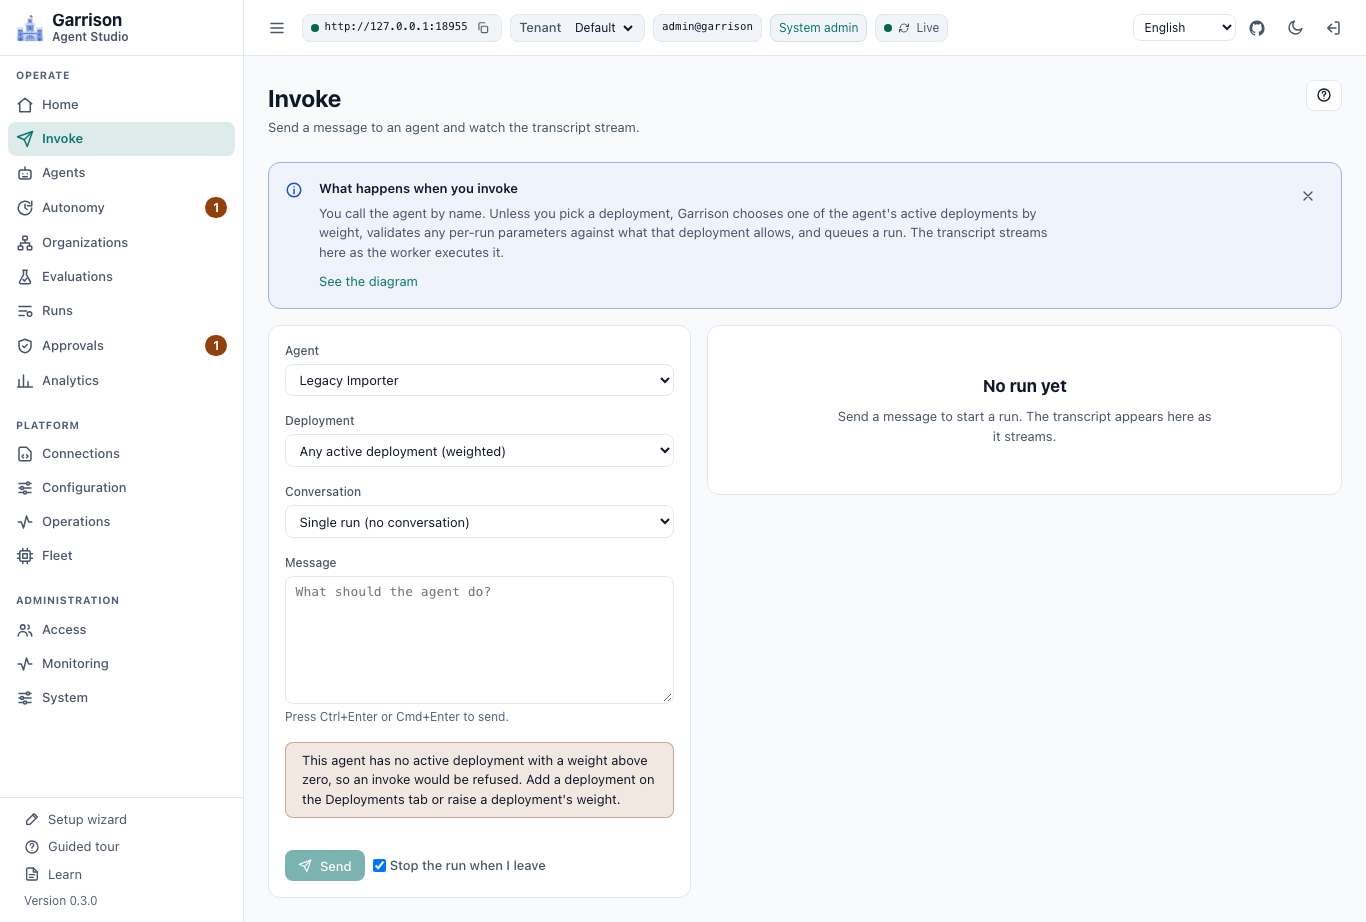 Garrison
Agent Studio
http://127.0.0.1:18955
Tenant Default
admin@garrison
System admin
Live
English
OPERATE
Home
Invoke
Agents
Autonomy 1
Organizations
Evaluations
Runs
Approvals 1
Analytics
PLATFORM
Connections
Configuration
Operations
Fleet
ADMINISTRATION
Access
Monitoring
System
Setup wizard
Guided tour
Learn
Version 0.3.0
Invoke
Send a message to an agent and watch the transcript stream.
What happens when you invoke
You call the agent by name. Unless you pick a deployment, Garrison chooses one of the agent's active deployments by
weight, validates any per-run parameters against what that deployment allows, and queues a run. The transcript streams
here as the worker executes it.
See the diagram
Agent
Legacy Importer
Deployment
Any active deployment (weighted)
Conversation
Single run (no conversation)
Message
What should the agent do?
Press Ctrl+Enter or Cmd+Enter to send.
This agent has no active deployment with a weight above
zero, so an invoke would be refused. Add a deployment on
the Deployments tab or raise a deployment's weight.
Send
Stop the run when I leave
No run yet
Send a message to start a run. The transcript appears here as
it streams.